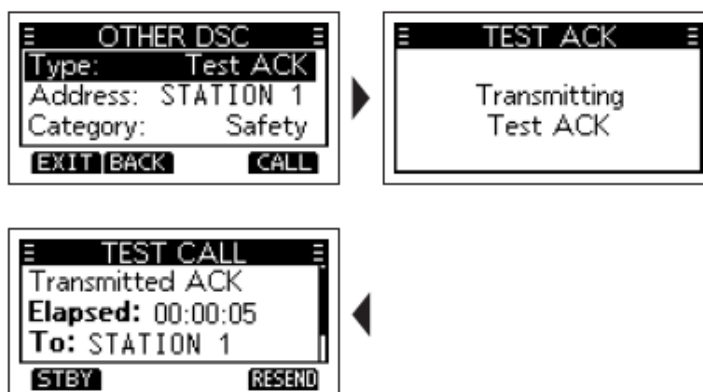 OTHER DSC
Type: Test ACK
Address: STATION 1
Category: Safety
EXIT BACK CALL
TEST ACK
Transmitting
Test ACK
TEST CALL
Transmitted ACK
Elapsed: 00:00:05
To: STATION 1
STBY RESEND